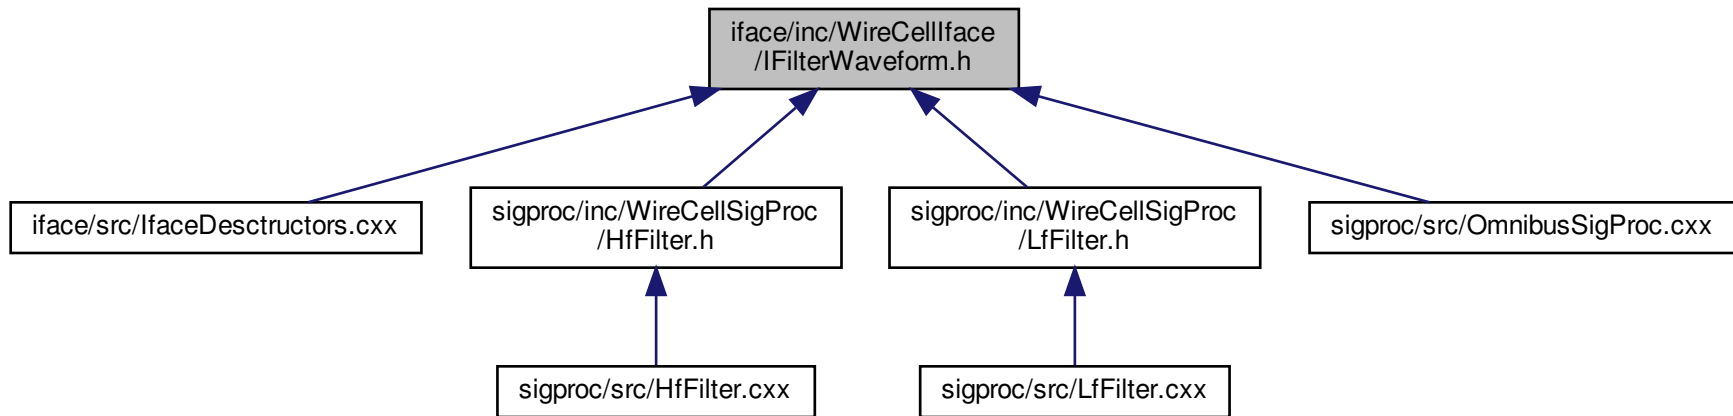 iface/inc/WireCellIface
/IFilterWaveform.h
iface/src/IfaceDesctructors.cxx
sigproc/inc/WireCellSigProc
/HfFilter.h
sigproc/inc/WireCellSigProc
/LfFilter.h
sigproc/src/OmnibusSigProc.cxx
sigproc/src/HfFilter.cxx
sigproc/src/LfFilter.cxx